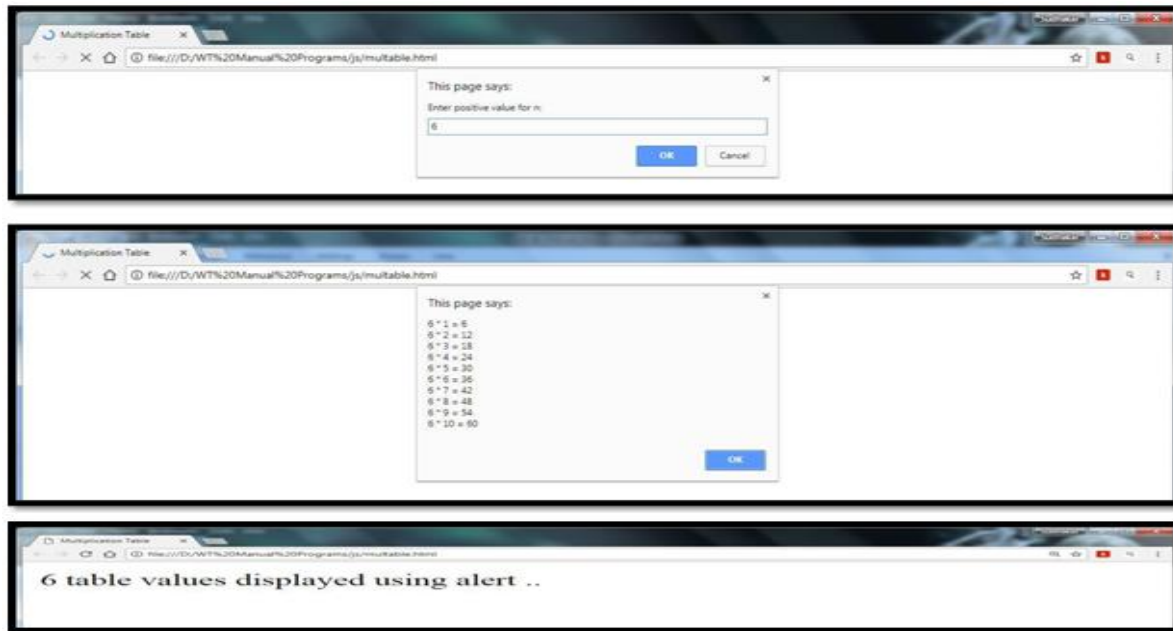 Multiplication Table
file:///D:/WT%20Manual%20Programs/js/multable.html
This page says:
Enter positive value for n:
6
OK Cancel
Multiplication Table
file:///D:/WT%20Manual%20Programs/js/multable.html
This page says:
6 * 1 = 6
6 * 2 = 12
6 * 3 = 18
6 * 4 = 24
6 * 5 = 30
6 * 6 = 36
6 * 7 = 42
6 * 8 = 48
6 * 9 = 54
6 * 10 = 60
OK
Multiplication Table
file:///D:/WT%20Manual%20Programs/js/multable.html
6 table values displayed using alert ..